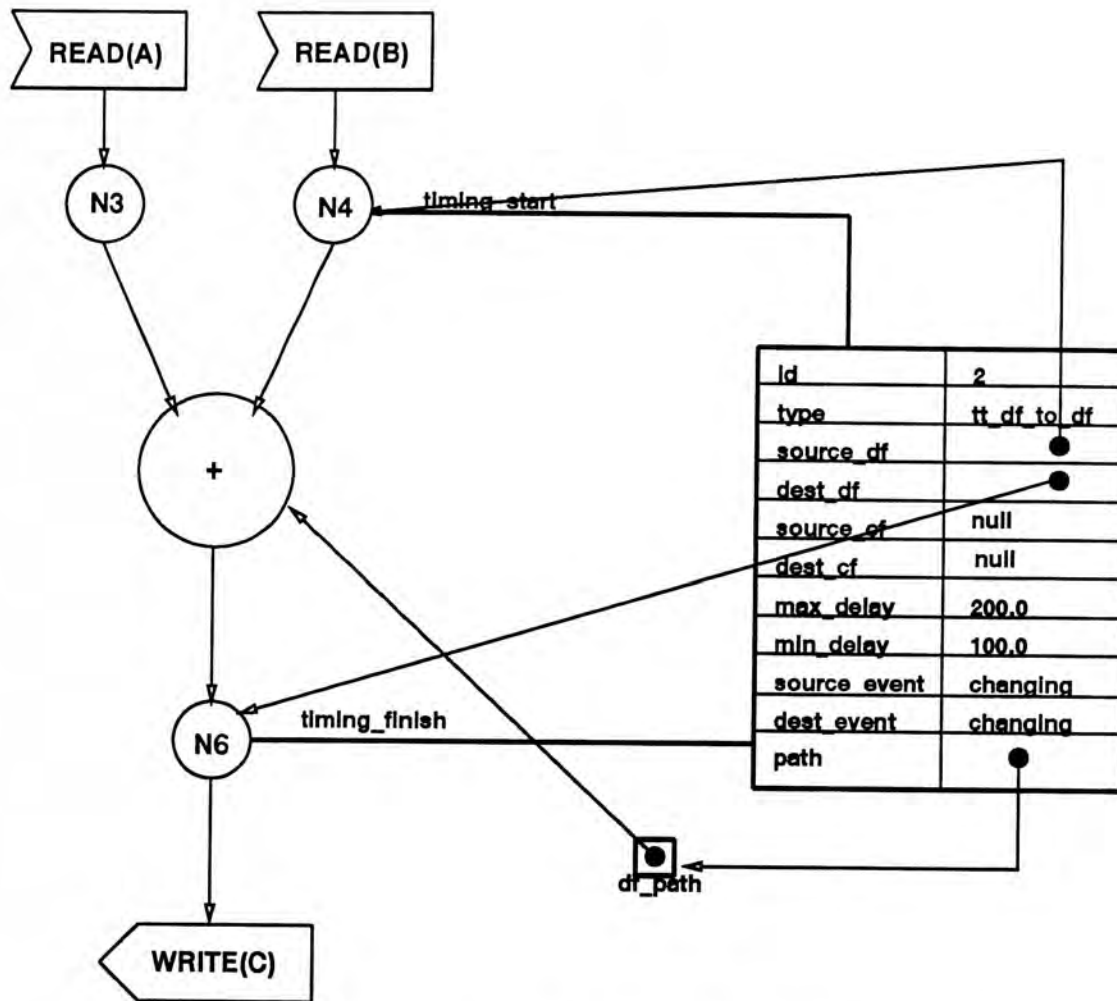 READ(A) READ(B)
N3 N4 timing_start
id 2
type tt_df_to_df
source_df
+
dest_df
source_cf null
dest_cf null
max_delay 200.0
min_delay 100.0
source_event changing
timing_finish dest_event changing
N6
path
df_path
WRITE(C)